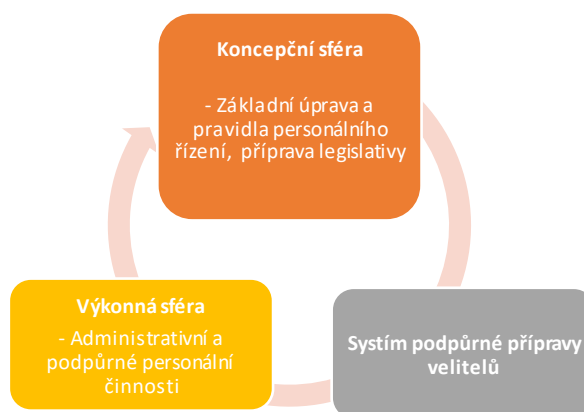 Koncepční sféra
- Základní úprava a
pravidla personálního
řízení, příprava legislativy
Výkonná sféra
- Administrativní a
podpůrné personální
činnosti
Systím podpůrné přípravy
velitelů